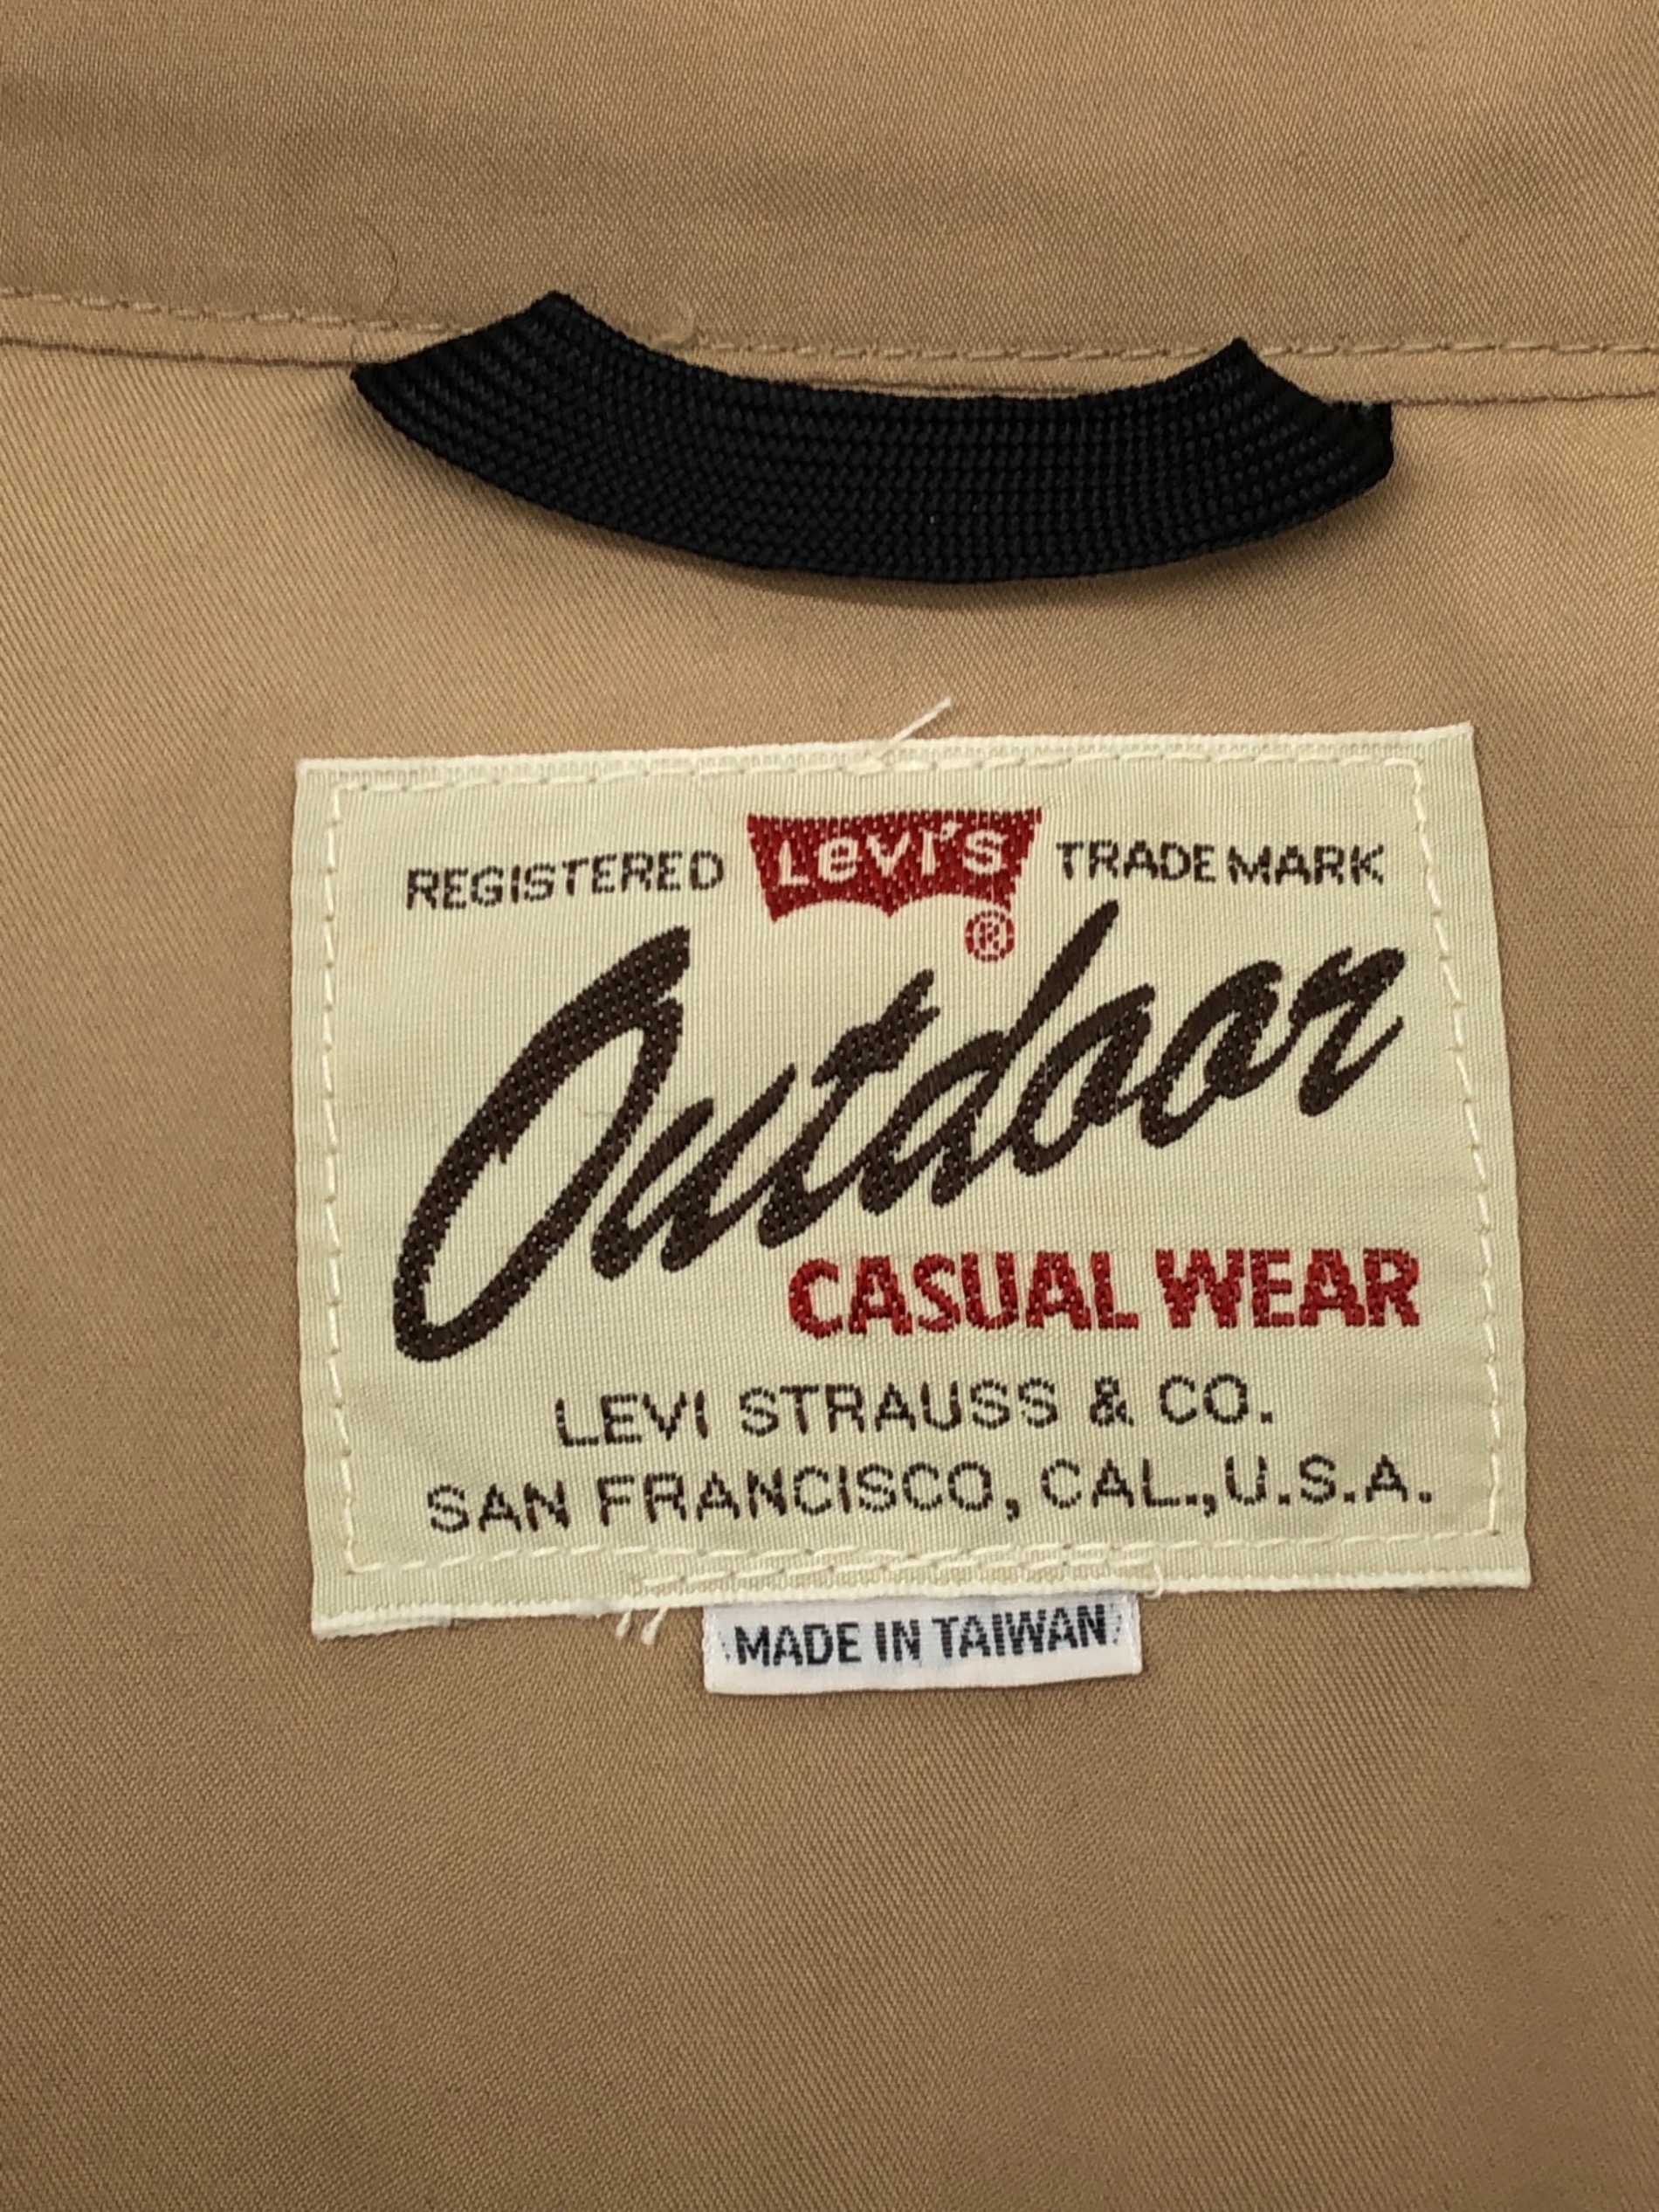 REGISTERED Levi's TRADE MARK
®
Outdoor
CASUAL WEAR
LEVI STRAUSS & CO.
SAN FRANCISCO, CAL., U.S.A.
MADE IN TAIWAN